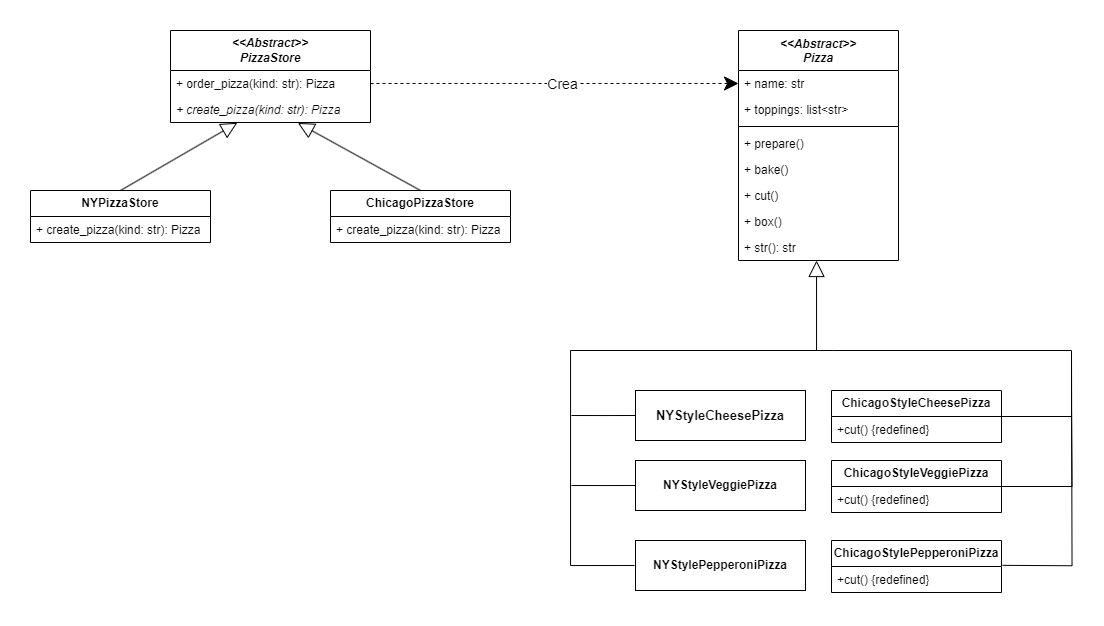 <<Abstract>>
PizzaStore
+ order_pizza(kind: str): Pizza
+ create_pizza(kind: str): Pizza
Crea
<<Abstract>>
Pizza
+ name: str
+ toppings: list<str>
+ prepare()
+ bake()
+ cut()
+ box()
+ str(): str
NYPizzaStore
+ create_pizza(kind: str): Pizza
ChicagoPizzaStore
+ create_pizza(kind: str): Pizza
NYStyleCheesePizza
ChicagoStyleCheesePizza
+cut() {redefined}
NYStyleVeggiePizza
ChicagoStyleVeggiePizza
+cut() {redefined}
NYStylePepperoniPizza
ChicagoStylePepperoniPizza
+cut() {redefined}